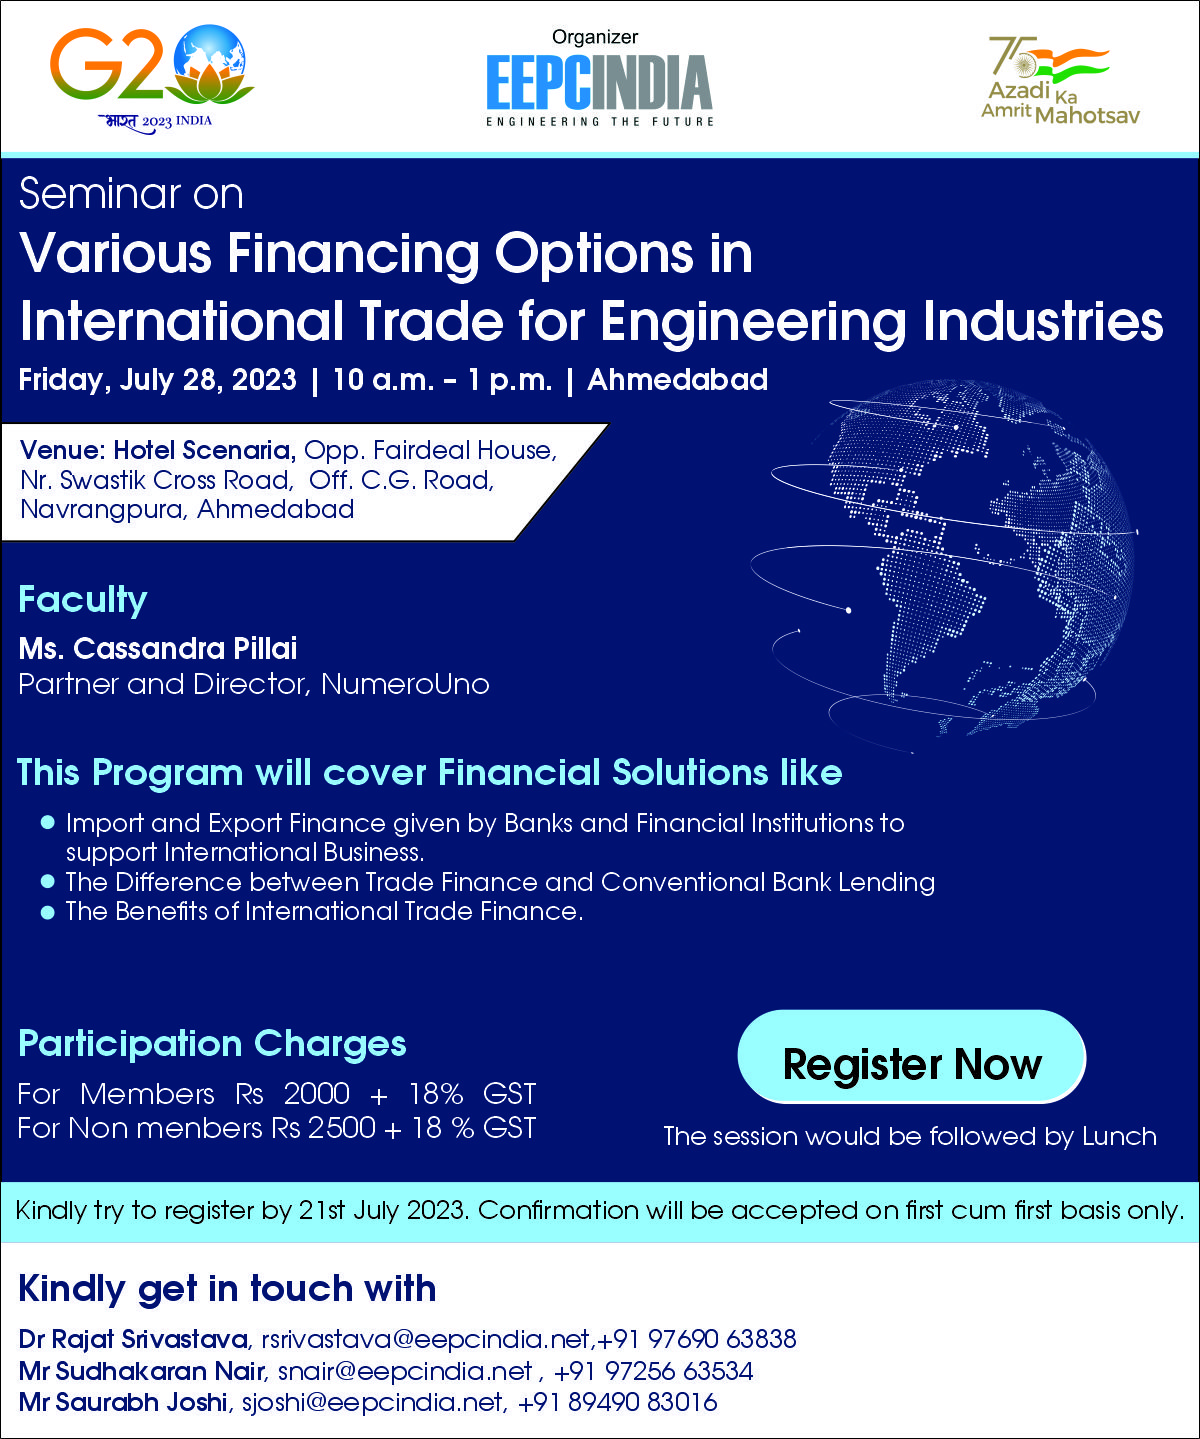 G20
भारत 2023 INDIA
Organizer
EEPCINDIA
ENGINEERING THE FUTURE
75
Azadi Ka
Amrit Mahotsav
Seminar on
Various Financing Options in
International Trade for Engineering Industries
Friday, July 28, 2023 | 10 a.m. – 1 p.m. | Ahmedabad
Venue: Hotel Scenaria, Opp. Fairdeal House,
Nr. Swastik Cross Road, Off. C.G. Road,
Navrangpura, Ahmedabad
Faculty
Ms. Cassandra Pillai
Partner and Director, NumeroUno
This Program will cover Financial Solutions like
● Import and Export Finance given by Banks and Financial Institutions to
support International Business.
● The Difference between Trade Finance and Conventional Bank Lending
● The Benefits of International Trade Finance.
Participation Charges
For Members Rs 2000 + 18% GST
For Non menbers Rs 2500 + 18 % GST
Register Now
The session would be followed by Lunch
Kindly try to register by 21st July 2023. Confirmation will be accepted on first cum first basis only.
Kindly get in touch with
Dr Rajat Srivastava, rsrivastava@eepcindia.net,+91 97690 63838
Mr Sudhakaran Nair, snair@eepcindia.net , +91 97256 63534
Mr Saurabh Joshi, sjoshi@eepcindia.net, +91 89490 83016